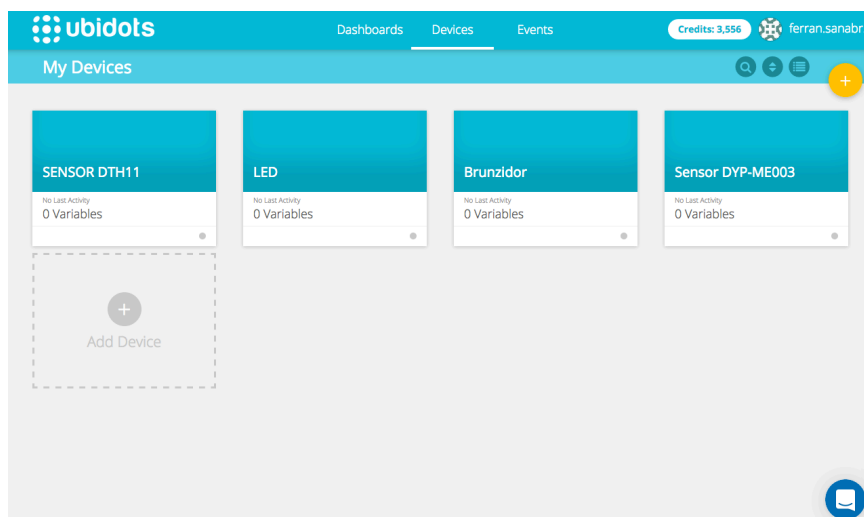 ubidots
Dashboards Devices Events
Credits: 3,556
ferran.sanabr
My Devices
SENSOR DTH11
No Last Activity
0 Variables
LED
No Last Activity
0 Variables
Brunzidor
No Last Activity
0 Variables
Sensor DYP-ME003
No Last Activity
0 Variables
Add Device